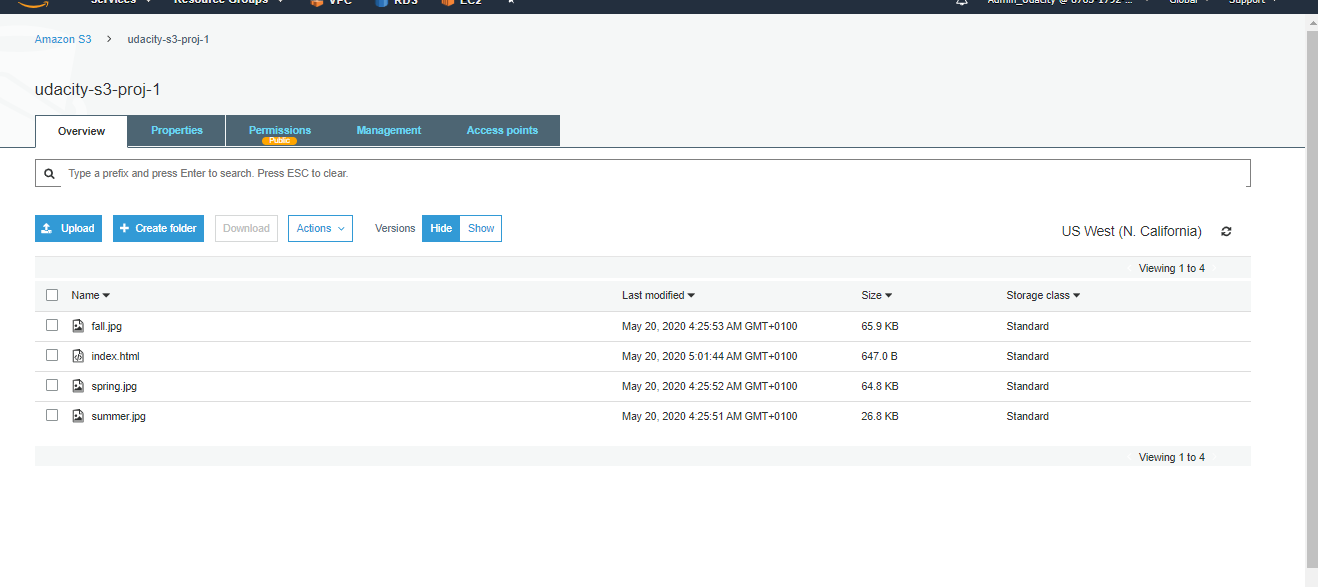 Services Resource Groups VPC RDS EC2 Admin_Udacity @ 8763-1792 ... Global Support
Amazon S3 > udacity-s3-proj-1
udacity-s3-proj-1
Overview Properties Permissions Management Access points
Public
Type a prefix and press Enter to search. Press ESC to clear.
Upload + Create folder Download Actions Versions Hide Show US West (N. California)
Viewing 1 to 4
Name Last modified Size Storage class
fall.jpg May 20, 2020 4:25:53 AM GMT+0100 65.9 KB Standard
index.html May 20, 2020 5:01:44 AM GMT+0100 647.0 B Standard
spring.jpg May 20, 2020 4:25:52 AM GMT+0100 64.8 KB Standard
summer.jpg May 20, 2020 4:25:51 AM GMT+0100 26.8 KB Standard
Viewing 1 to 4